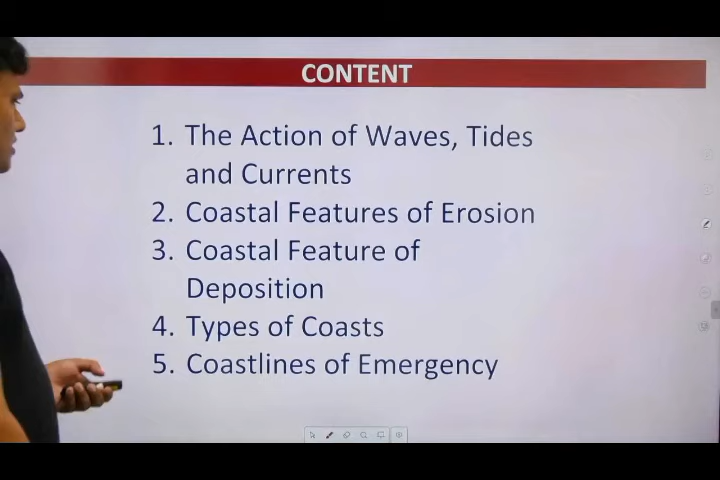 CONTENT
1. The Action of Waves, Tides
and Currents
2. Coastal Features of Erosion
3. Coastal Feature of
Deposition
4. Types of Coasts
5. Coastlines of Emergency